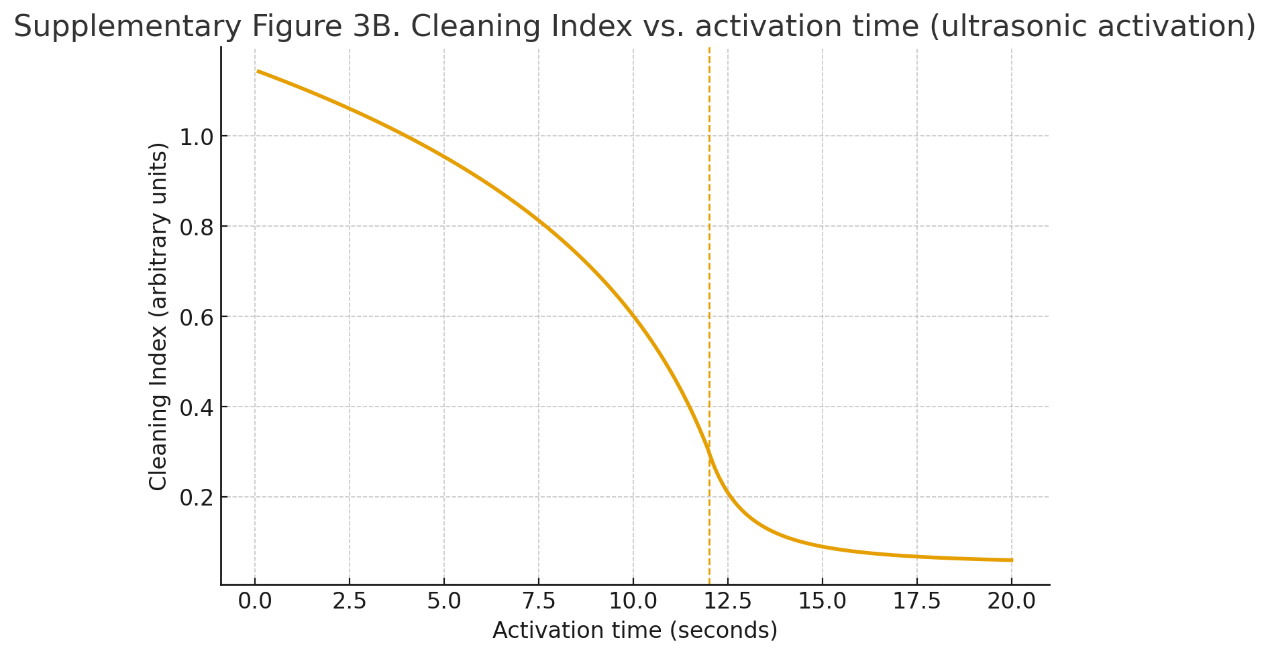 Supplementary Figure 3B. Cleaning Index vs. activation time (ultrasonic activation)
Cleaning Index (arbitrary units)
1.0
0.8
0.6
0.4
0.2
0.0 2.5 5.0 7.5 10.0 12.5 15.0 17.5 20.0
Activation time (seconds)